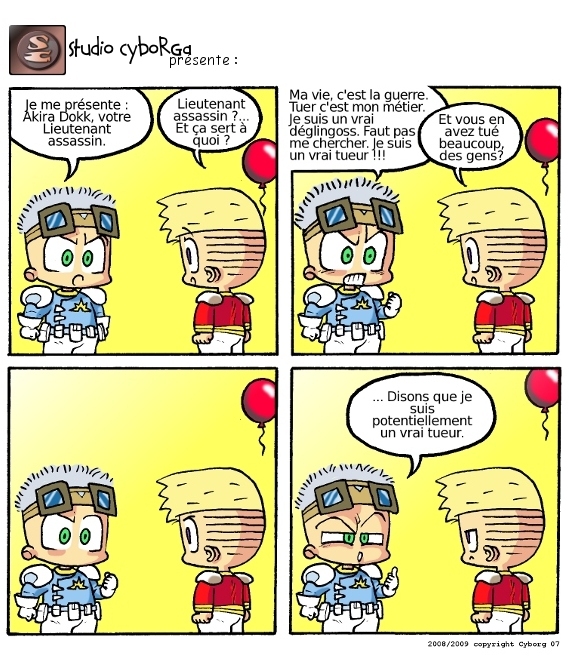 studio cyboRGa
présente :
Je me présente :
Akira Dokk, votre
Lieutenant
assassin.
Lieutenant
assassin ?...
Et ça sert à
quoi ?
Ma vie, c'est la guerre.
Tuer c'est mon métier.
Je suis un vrai
déglingoss. Faut pas
me chercher. Je suis
un vrai tueur !!!
Et vous en
avez tué
beaucoup,
des gens?
... Disons que je
suis
potentiellement
un vrai tueur.
2008/2009 copyright Cyborg 07